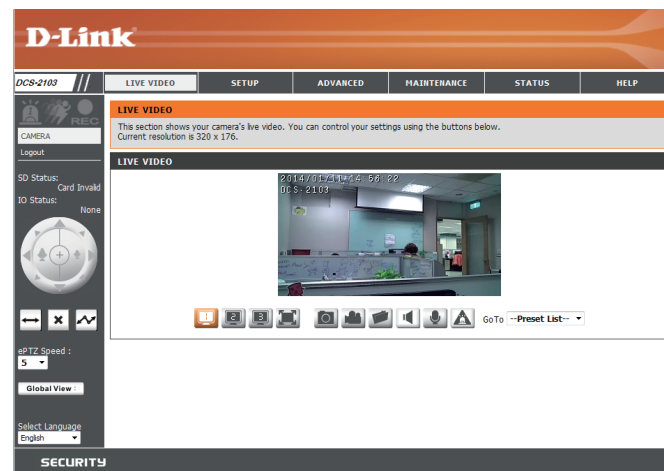 D-Link
DCS-2103
LIVE VIDEO
SETUP
ADVANCED
MAINTENANCE
STATUS
HELP
REC
CAMERA
Logout
SD Status:
Card Invalid
IO Status:
None
ePTZ Speed :
5
Global View :
Select Language
English
LIVE VIDEO
This section shows your camera's live video. You can control your settings using the buttons below.
Current resolution is 320 x 176.
LIVE VIDEO
2014/01/11 14:56:22
DCS-2103
1
2
3
GoTo --Preset List--
SECURITY